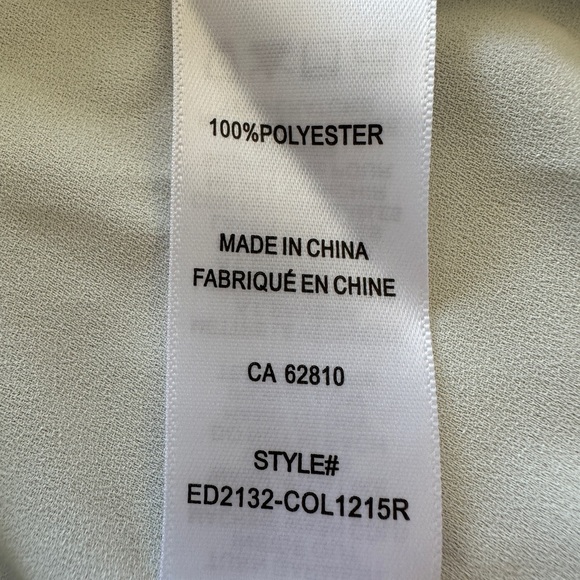 100%POLYESTER
MADE IN CHINA
FABRIQUÉ EN CHINE
CA 62810
STYLE#
ED2132-COL1215R